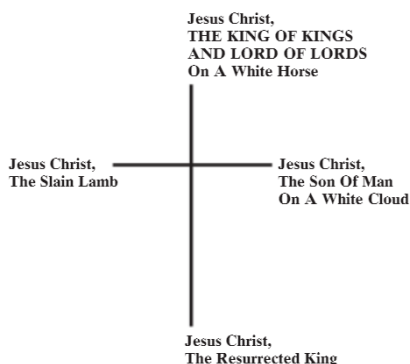 Jesus Christ,
THE KING OF KINGS
AND LORD OF LORDS
On A White Horse
Jesus Christ,
The Slain Lamb
Jesus Christ,
The Son Of Man
On A White Cloud
Jesus Christ,
The Resurrected King